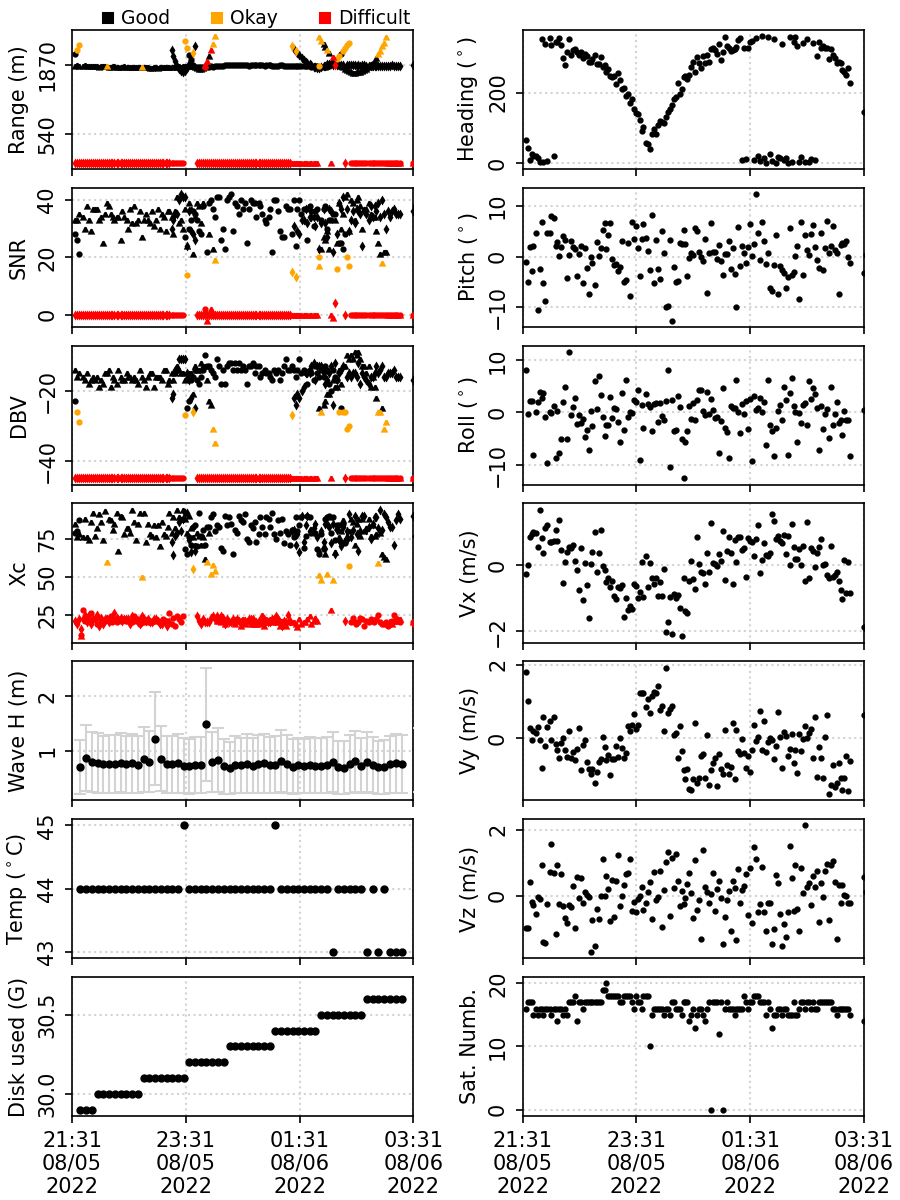 Good Okay Difficult
Range (m)
1870
540
Heading (°)
200
0
SNR
40
20
0
Pitch (°)
10
0
−10
DBV
−20
−40
Roll (°)
10
0
−10
Xc
75
50
25
Vx (m/s)
0
−2
Wave H (m)
2
1
Vy (m/s)
2
0
Temp (°C)
45
44
43
Vz (m/s)
2
0
Disk used (G)
30.5
30.0
Sat. Numb.
20
10
0
21:31 23:31 01:31 03:31
08/05 08/05 08/06 08/06
2022 2022 2022 2022
21:31 23:31 01:31 03:31
08/05 08/05 08/06 08/06
2022 2022 2022 2022